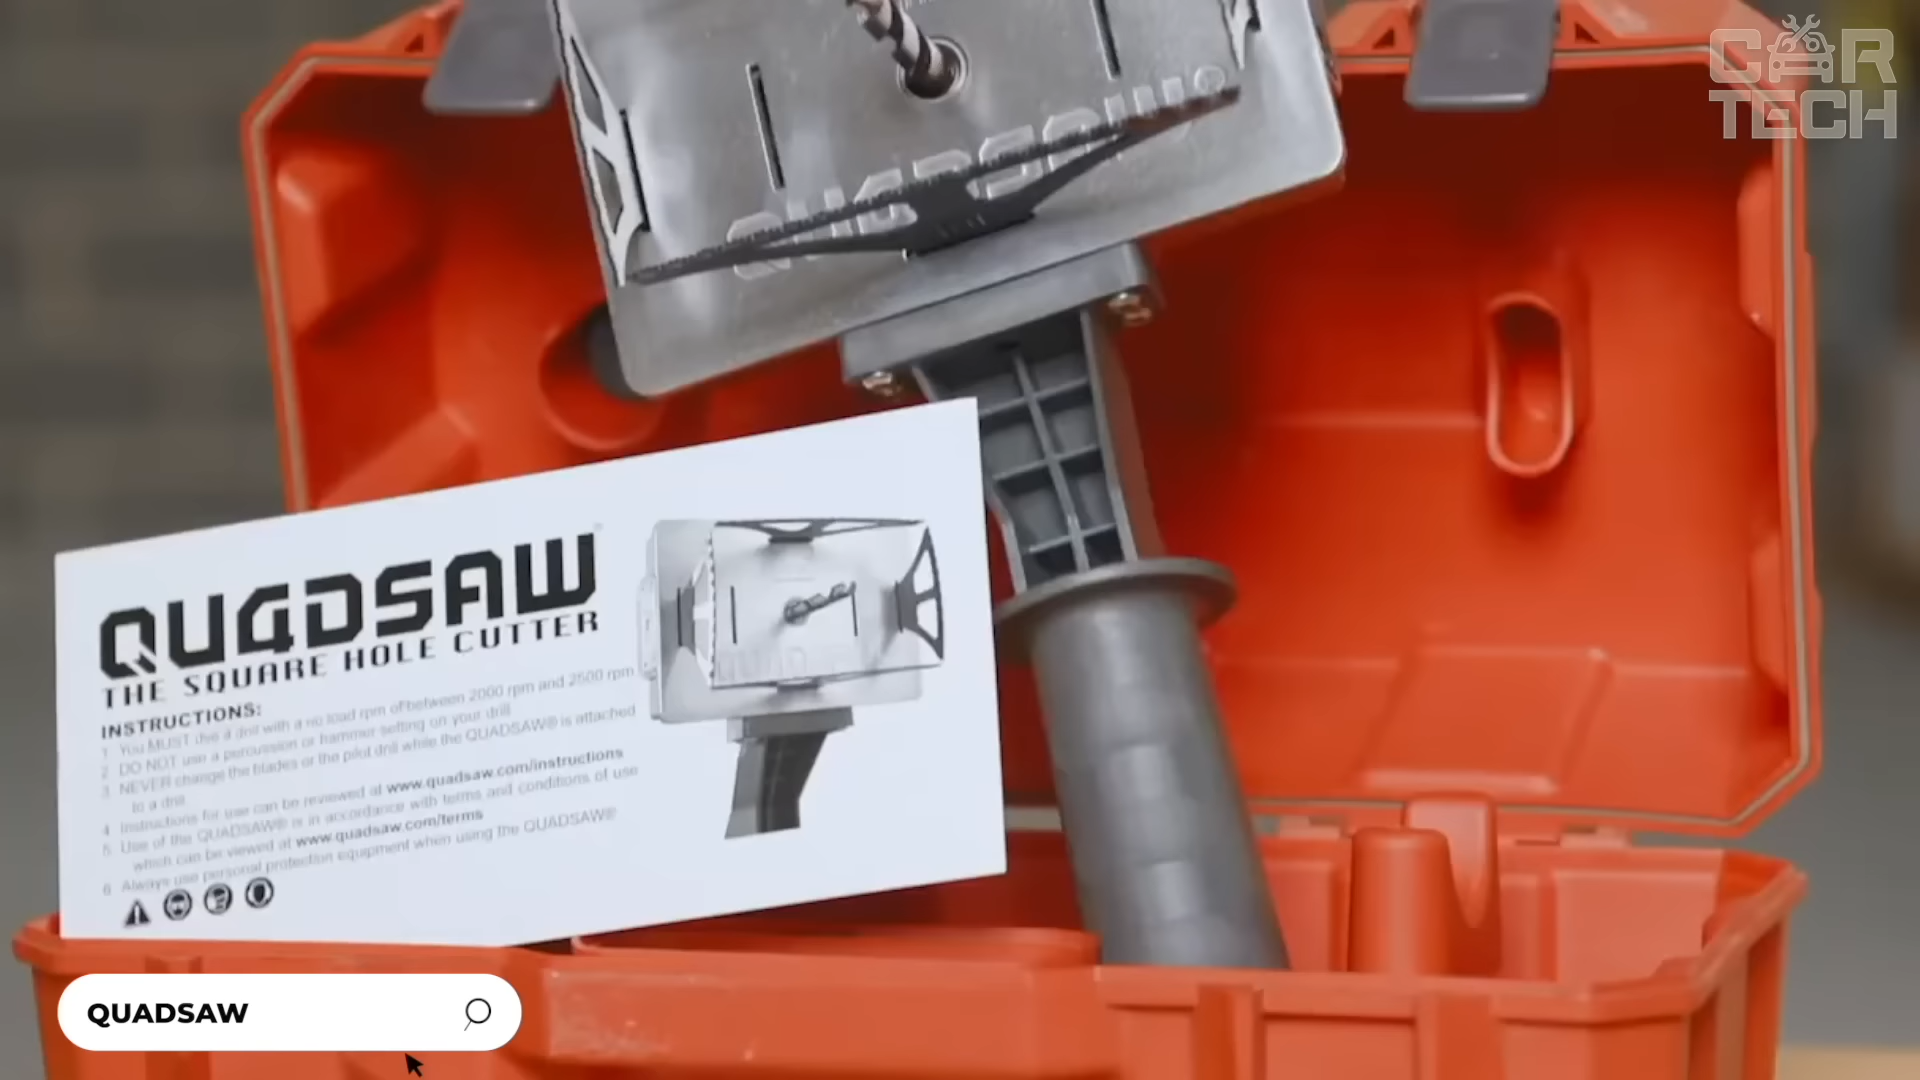 CAR
TECH
QUADSAW
QUADSAW
THE SQUARE HOLE CUTTER
INSTRUCTIONS:
1 You MUST use a drill with a no load rpm of between 2000 rpm and 2500 rpm
2 DO NOT use a percussion or hammer setting on your drill
3 NEVER change the blades or the pilot drill while the QUADSAW® is attached
to a drill
4 Instructions for use can be reviewed at www.quadsaw.com/instructions
5 Use of the QUADSAW® is in accordance with terms and conditions of use
which can be viewed at www.quadsaw.com/terms
6 Always use personal protection equipment when using the QUADSAW®
QUADSAW